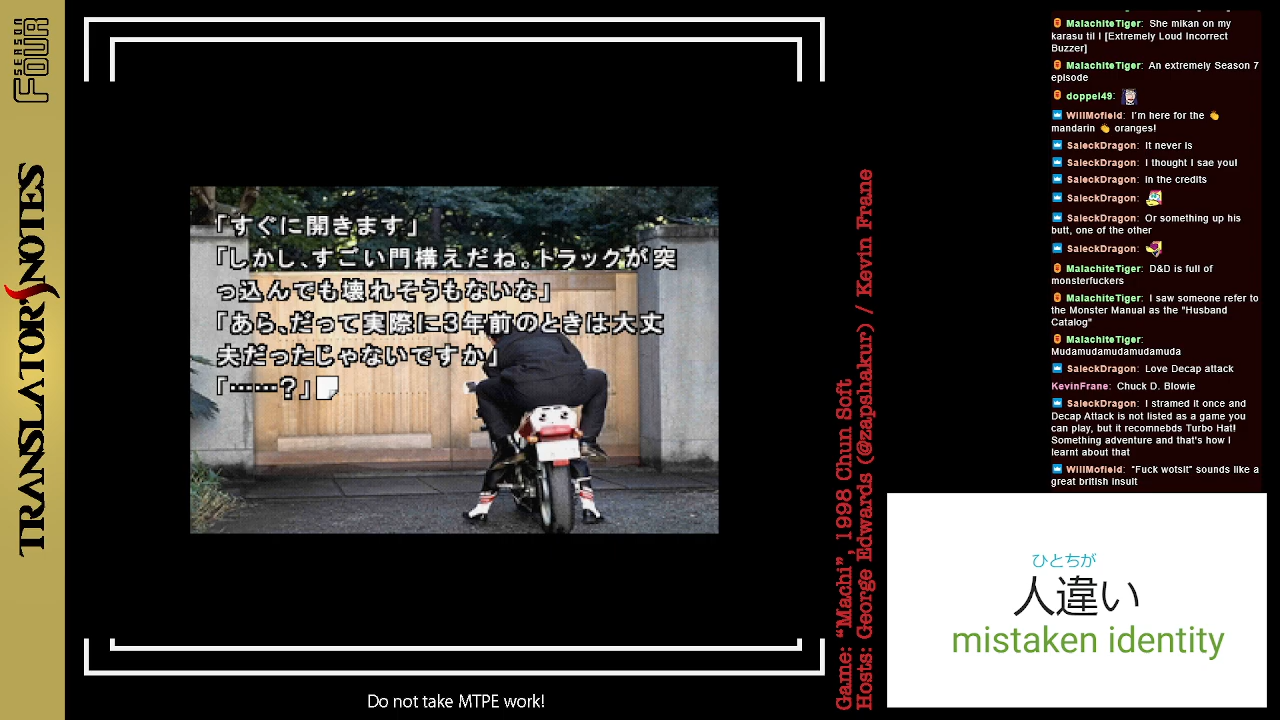 SEASON
FOUR
TRANSLATOR'S NOTES
「すぐに開きます」
「しかし、すごい門構えだね。トラックが突
っ込んでも壊れそうもないな」
「あら、だって実際に3年前のときは大丈
夫だったじゃないですか」
「……?」
Do not take MTPE work!
Game: “Machi”, 1998 Chun Soft
Hosts: George Edwards (@zapshakur) / Kevin Frane
MalachiteTiger: She mikan on my
karasu til I [Extremely Loud Incorrect
Buzzer]
MalachiteTiger: An extremely Season 7
episode
doppel49:
WillMofield: I'm here for the 👏
mandarin 👏 oranges!
SaleckDragon: It never is
SaleckDragon: I thought I sae you!
SaleckDragon: In the credits
SaleckDragon:
SaleckDragon: Or something up his
butt, one of the other
SaleckDragon:
MalachiteTiger: D&D is full of
monsterfuckers
MalachiteTiger: I saw someone refer to
the Monster Manual as the "Husband
Catalog"
MalachiteTiger:
Mudamudamudamudamuda
SaleckDragon: Love Decap attack
KevinFrane: Chuck D. Blowie
SaleckDragon: I stramed it once and
Decap Attack is not listed as a game you
can play, but it recomnebds Turbo Hat!
Something adventure and that's how I
learnt about that
WillMofield: "Fuck wotsit" sounds like a
great british insult
ひとちが
人違い
mistaken identity